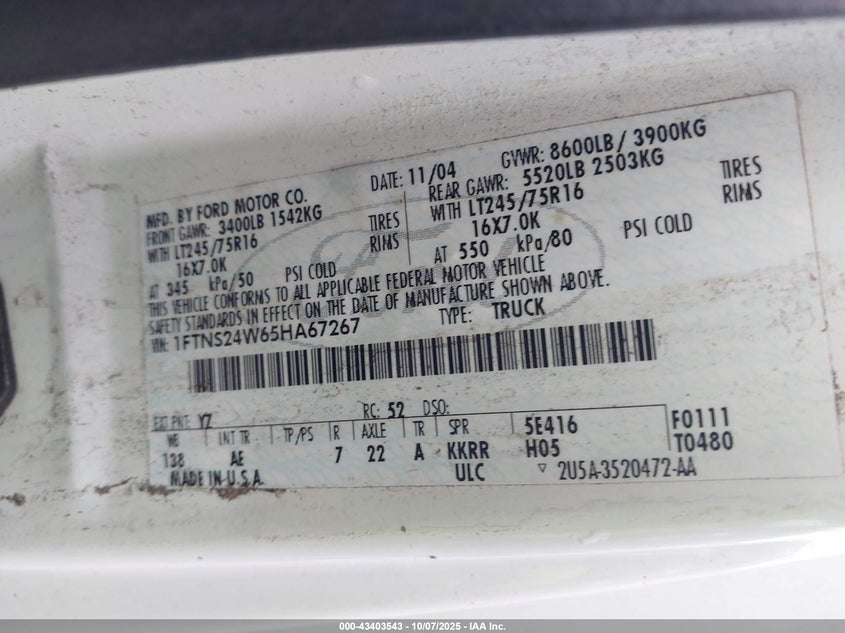 MFD. BY FORD MOTOR CO.
FRONT GAWR: 3400LB 1542KG
WITH LT245/75R16 TIRES
16X7.0K RIMS
AT 345 kPa/50 PSI COLD
DATE: 11/04 GVWR: 8600LB / 3900KG
REAR GAWR: 5520LB 2503KG
WITH LT245/75R16 TIRES
16X7.0K RIMS
AT 550 kPa/80 PSI COLD
THIS VEHICLE CONFORMS TO ALL APPLICABLE FEDERAL MOTOR VEHICLE
SAFETY STANDARDS IN EFFECT ON THE DATE OF MANUFACTURE SHOWN ABOVE.
VIN: 1FTNS24W65HA67267 TYPE: TRUCK
EXT PNT: YZ RC: 52 DSO:
WB INT TR TP/PS R AXLE TR SPR 5E416 F0111
138 AE 7 22 A KKRR H05 T0480
MADE IN U.S.A. ULC 2U5A-3520472-AA
000-43403543 - 10/07/2025 - IAA Inc.